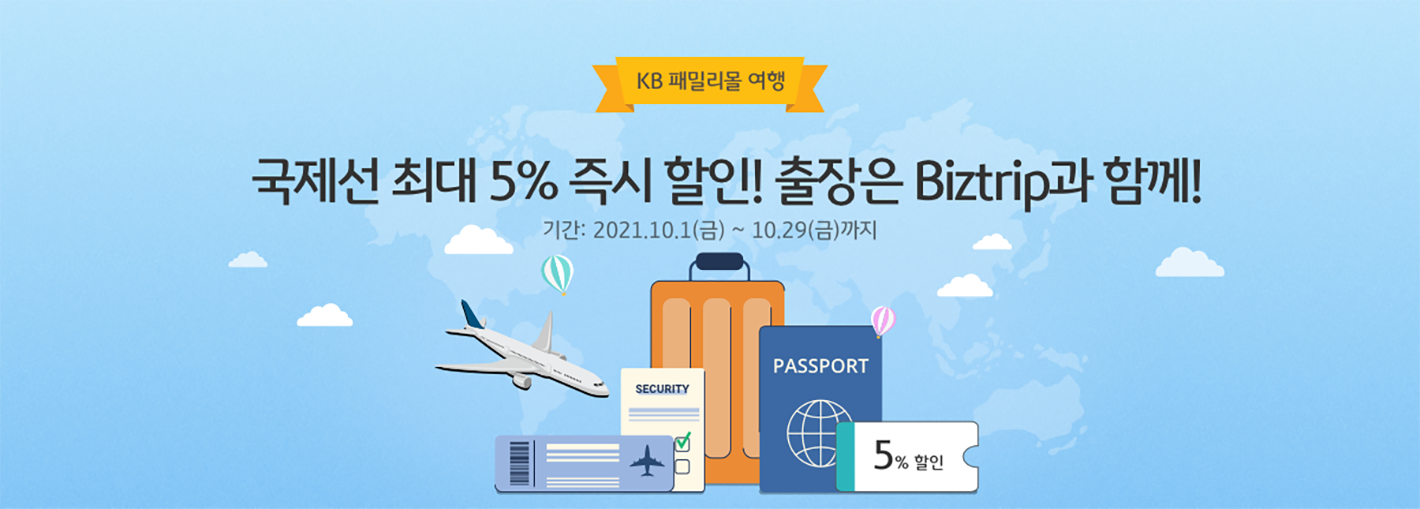 KB 패밀리몰 여행
국제선 최대 5% 즉시 할인! 출장은 Biztrip과 함께!
기간: 2021.10.1(금) ~ 10.29(금)까지
PASSPORT
SECURITY
5% 할인